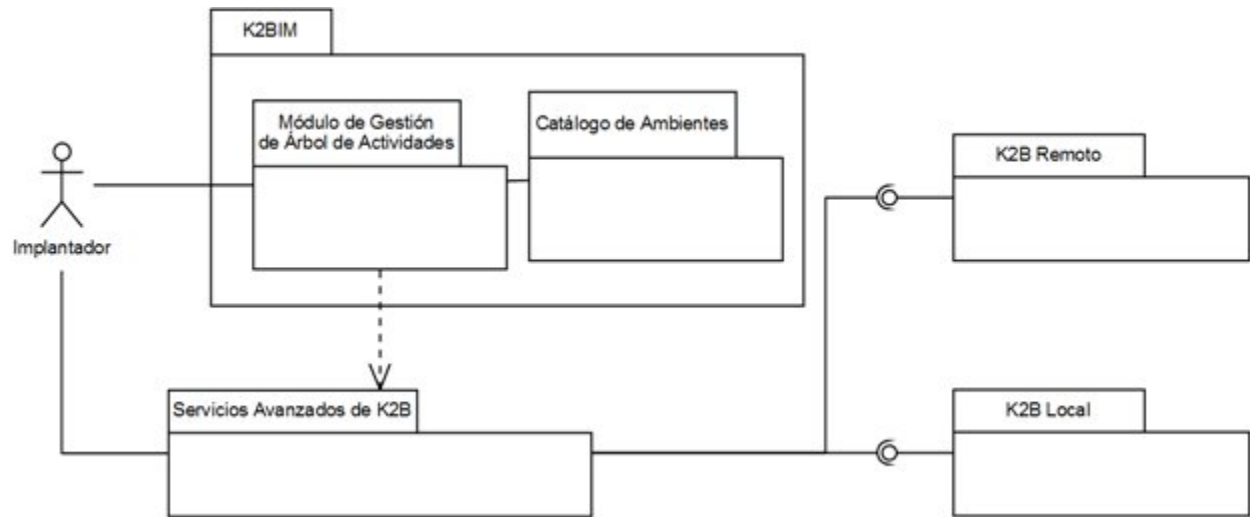 K2BIM
Módulo de Gestión
de Árbol de Actividades
Catálogo de Ambientes
K2B Remoto
Implantador
Servicios Avanzados de K2B
K2B Local